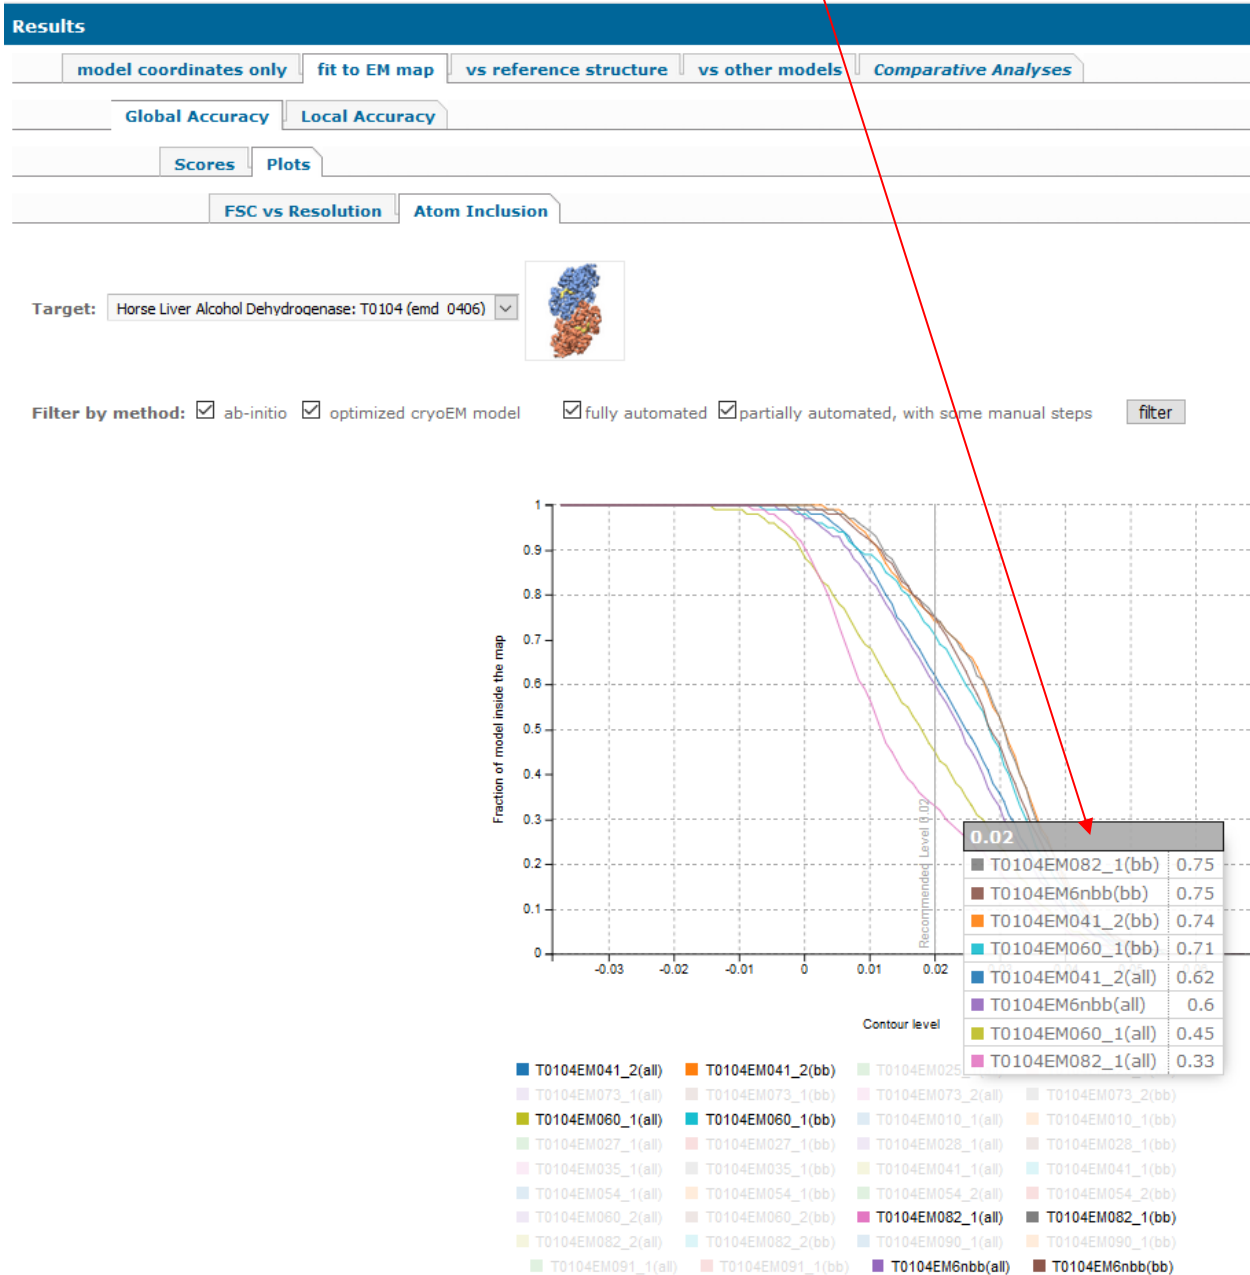 Results
model coordinates only fit to EM map vs reference structure vs other models Comparative Analyses
Global Accuracy Local Accuracy
Scores Plots
FSC vs Resolution Atom Inclusion
Target: Horse Liver Alcohol Dehydrogenase: T0104 (emd_0406)
Filter by method: ab-initio optimized cryoEM model fully automated partially automated, with some manual steps filter
Fraction of model inside the map
1
0.9
0.8
0.7
0.6
0.5
0.4
0.3
0.2
0.1
0
Recommended Level 0.02
-0.03 -0.02 -0.01 0 0.01 0.02
Contour level
0.02
T0104EM082_1(bb) 0.75
T0104EM6nbb(bb) 0.75
T0104EM041_2(bb) 0.74
T0104EM060_1(bb) 0.71
T0104EM041_2(all) 0.62
T0104EM6nbb(all) 0.6
T0104EM060_1(all) 0.45
T0104EM082_1(all) 0.33
T0104EM041_2(all) T0104EM041_2(bb)
T0104EM073_1(all) T0104EM073_1(bb) T0104EM073_2(all) T0104EM073_2(bb)
T0104EM060_1(all) T0104EM060_1(bb) T0104EM010_1(all) T0104EM010_1(bb)
T0104EM027_1(all) T0104EM027_1(bb) T0104EM028_1(all) T0104EM028_1(bb)
T0104EM035_1(all) T0104EM035_1(bb) T0104EM041_1(all) T0104EM041_1(bb)
T0104EM054_1(all) T0104EM054_1(bb) T0104EM054_2(all) T0104EM054_2(bb)
T0104EM060_2(all) T0104EM060_2(bb) T0104EM082_1(all) T0104EM082_1(bb)
T0104EM082_2(all) T0104EM082_2(bb) T0104EM090_1(all) T0104EM090_1(bb)
T0104EM091_1(all) T0104EM091_1(bb) T0104EM6nbb(all) T0104EM6nbb(bb)